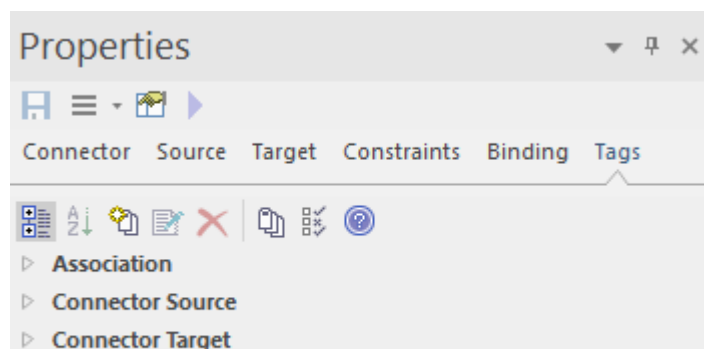 Properties
Connector Source Target Constraints Binding Tags
Association
Connector Source
Connector Target